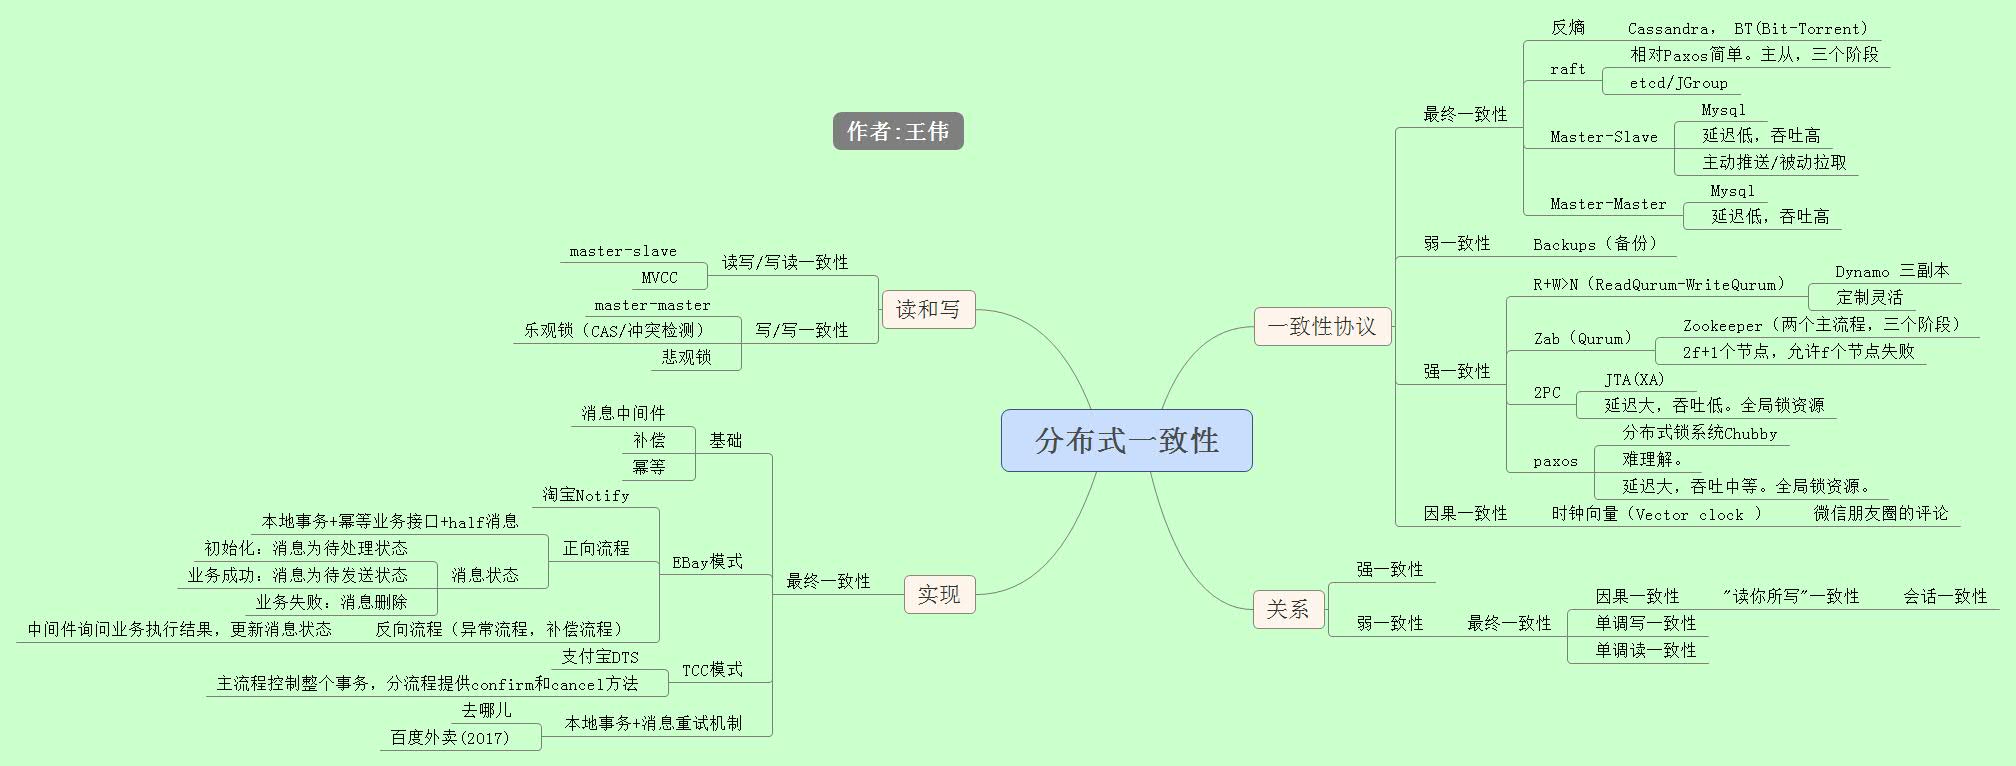 作者:王伟
分布式一致性
一致性协议
最终一致性
反熵
Cassandra， BT(Bit-Torrent)
raft
相对Paxos简单。主从，三个阶段
etcd/JGroup
Master-Slave
Mysql
延迟低，吞吐高
主动推送/被动拉取
Master-Master
Mysql
延迟低，吞吐高
弱一致性
Backups（备份）
强一致性
R+W>N（ReadQurum-WriteQurum）
Dynamo 三副本
定制灵活
Zab（Qurum）
Zookeeper（两个主流程，三个阶段）
2f+1个节点，允许f个节点失败
2PC
JTA(XA)
延迟大，吞吐低。全局锁资源
paxos
分布式锁系统Chubby
难理解。
延迟大，吞吐中等。全局锁资源。
因果一致性
时钟向量（Vector clock ）
微信朋友圈的评论
关系
强一致性
弱一致性
最终一致性
因果一致性
"读你所写"一致性
会话一致性
单调写一致性
单调读一致性
读和写
读写/写读一致性
master-slave
MVCC
写/写一致性
master-master
乐观锁（CAS/冲突检测）
悲观锁
实现
最终一致性
基础
消息中间件
补偿
幂等
EBay模式
淘宝Notify
正向流程
本地事务+幂等业务接口+half消息
消息状态
初始化：消息为待处理状态
业务成功：消息为待发送状态
业务失败：消息删除
反向流程（异常流程，补偿流程）
中间件询问业务执行结果，更新消息状态
TCC模式
支付宝DTS
主流程控制整个事务，分流程提供confirm和cancel方法
本地事务+消息重试机制
去哪儿
百度外卖(2017)